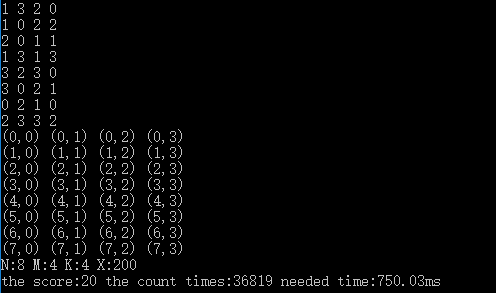 1 3 2 0
1 0 2 2
2 0 1 1
1 3 1 3
3 2 3 0
3 0 2 1
0 2 1 0
2 3 3 2
(0,0) (0,1) (0,2) (0,3)
(1,0) (1,1) (1,2) (1,3)
(2,0) (2,1) (2,2) (2,3)
(3,0) (3,1) (3,2) (3,3)
(4,0) (4,1) (4,2) (4,3)
(5,0) (5,1) (5,2) (5,3)
(6,0) (6,1) (6,2) (6,3)
(7,0) (7,1) (7,2) (7,3)
N:8 M:4 K:4 X:200
the score:20 the count times:36819 needed time:750.03ms